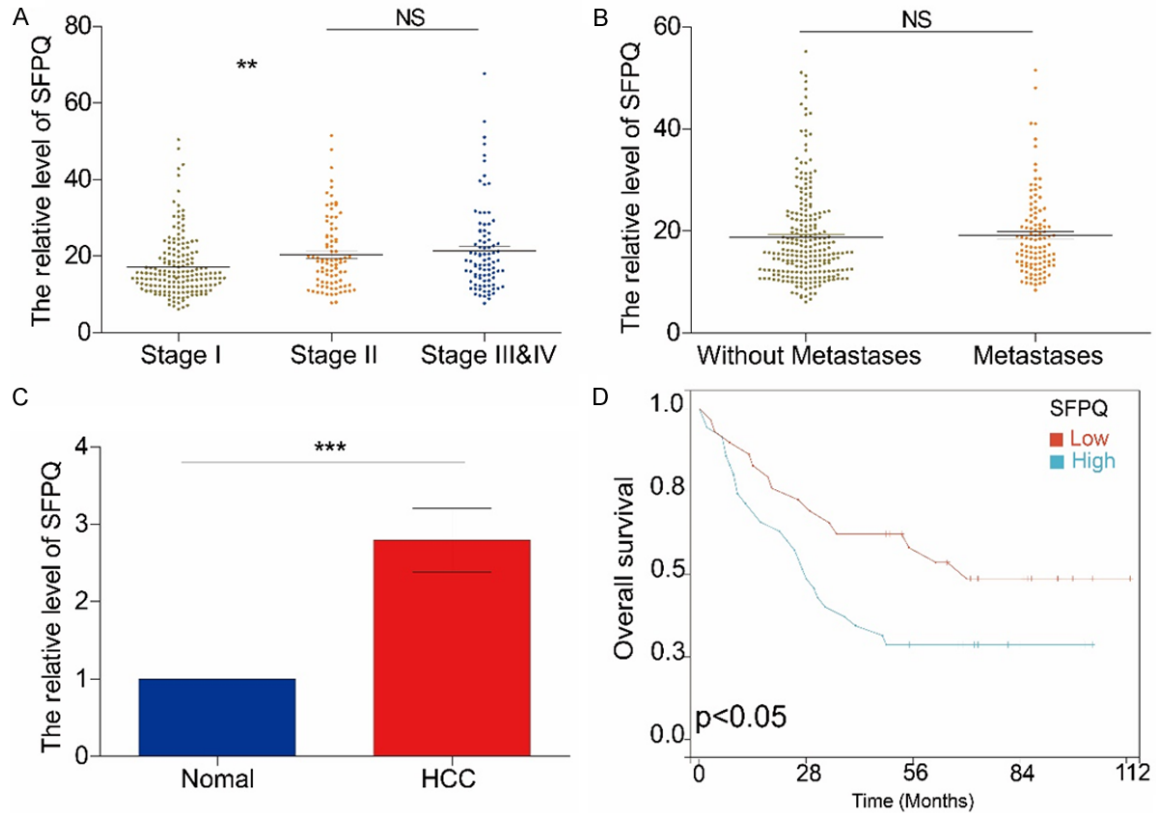 A
The relative level of SFPQ
80
60
40
20
0
**
NS
Stage I
Stage II
Stage III&IV
B
The relative level of SFPQ
60
40
20
0
NS
Without Metastases
Metastases
C
The relative level of SFPQ
4
3
2
1
0
***
Nomal
HCC
D
Overall survival
1.0
0.8
0.5
0.3
0.0
SFPQ
Low
High
p<0.05
0
28
56
84
112
Time (Months)